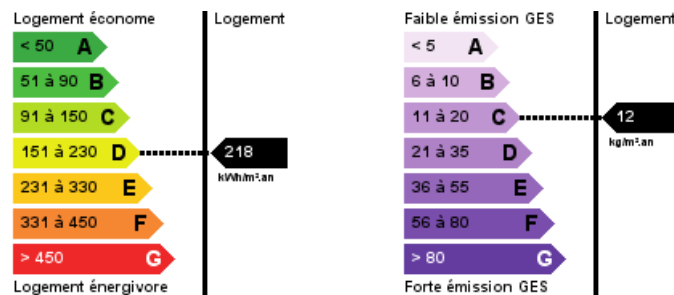 Logement économe
Logement
< 50 A
51 à 90 B
91 à 150 C
151 à 230 D
218
kWh/m².an
231 à 330 E
331 à 450 F
> 450 G
Logement énergivore
Faible émission GES
Logement
< 5 A
6 à 10 B
11 à 20 C
12
kg/m².an
21 à 35 D
36 à 55 E
56 à 80 F
> 80 G
Forte émission GES